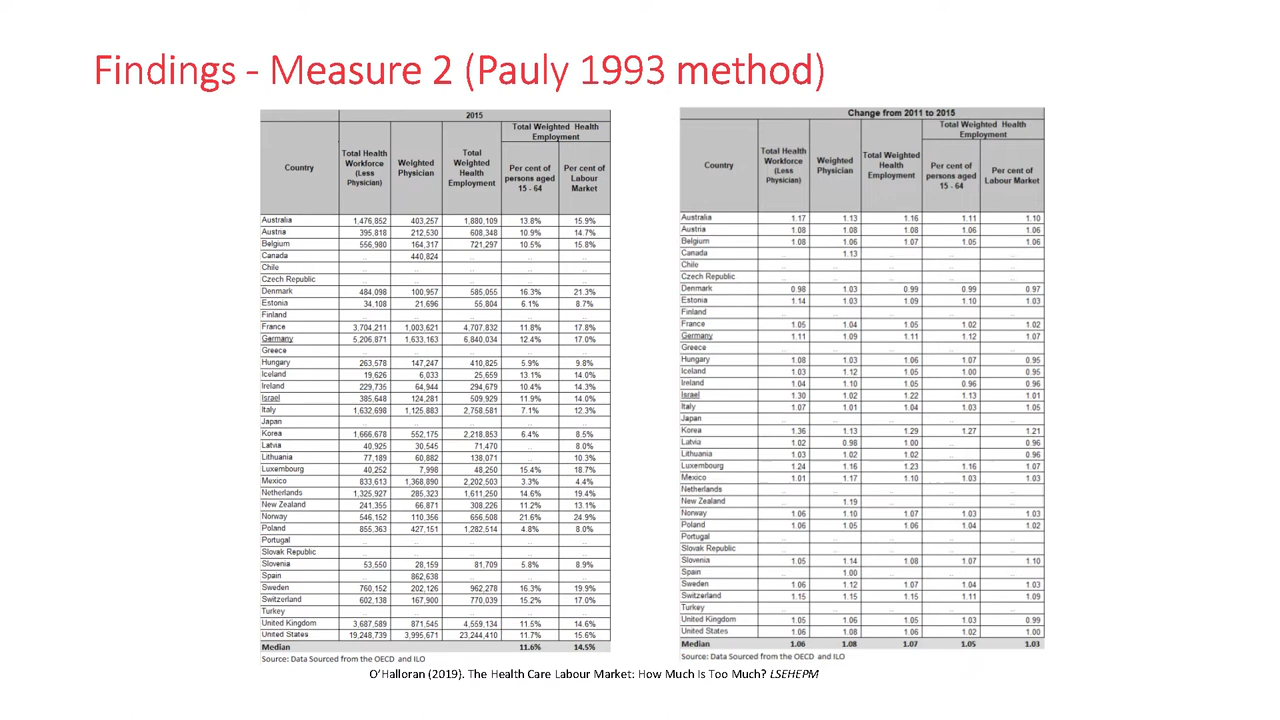 Findings - Measure 2 (Pauly 1993 method)
2015
Country
Total Health Workforce (Less Physician)
Weighted Physician
Total Weighted Health Employment
Total Weighted Health Employment
Per cent of persons aged 15 - 64
Per cent of Labour Market
Australia 1,476,852 403,257 1,880,109 13.8% 15.9%
Austria 395,818 212,530 608,348 10.9% 14.7%
Belgium 556,980 164,317 721,297 10.5% 15.8%
Canada .. 440,824 .. .. ..
Chile .. .. .. .. ..
Czech Republic .. .. .. .. ..
Denmark 484,098 100,957 585,055 16.3% 21.3%
Estonia 34,108 21,696 55,804 6.1% 8.7%
Finland .. .. .. .. ..
France 3,704,211 1,003,621 4,707,832 11.8% 17.8%
Germany 5,206,871 1,633,163 6,840,034 12.4% 17.0%
Greece .. .. .. .. ..
Hungary 263,578 147,247 410,825 5.9% 9.8%
Iceland 19,626 6,033 25,659 13.1% 14.0%
Ireland 229,735 64,944 294,679 10.4% 14.3%
Israel 385,648 124,281 509,929 11.9% 14.0%
Italy 1,632,698 1,125,883 2,758,581 7.1% 12.3%
Japan .. .. .. .. ..
Korea 1,666,678 552,175 2,218,853 6.4% 8.5%
Latvia 40,925 30,545 71,470 .. 8.0%
Lithuania 77,189 60,882 138,071 .. 10.3%
Luxembourg 40,252 7,998 48,250 15.4% 18.7%
Mexico 833,613 1,368,890 2,202,503 3.3% 4.4%
Netherlands 1,325,927 285,323 1,611,250 14.6% 19.4%
New Zealand 241,355 66,871 308,226 11.2% 13.1%
Norway 546,152 110,356 656,508 21.6% 24.9%
Poland 855,363 427,151 1,282,514 4.8% 8.0%
Portugal .. .. .. .. ..
Slovak Republic .. .. .. .. ..
Slovenia 53,550 28,159 81,709 5.8% 8.9%
Spain .. 862,638 .. .. ..
Sweden 760,152 202,126 962,278 16.3% 19.9%
Switzerland 602,138 167,900 770,039 15.2% 17.0%
Turkey .. .. .. .. ..
United Kingdom 3,687,589 871,545 4,559,134 11.5% 14.6%
United States 19,248,739 3,995,671 23,244,410 11.7% 15.6%
Median 11.6% 14.5%
Source: Data Sourced from the OECD and ILO
Change from 2011 to 2015
Country
Total Health Workforce (Less Physician)
Weighted Physician
Total Weighted Health Employment
Total Weighted Health Employment
Per cent of persons aged 15 - 64
Per cent of Labour Market
Australia 1.17 1.13 1.16 1.11 1.10
Austria 1.08 1.08 1.08 1.06 1.06
Belgium 1.08 1.06 1.07 1.05 1.06
Canada .. 1.13 .. .. ..
Chile .. .. .. .. ..
Czech Republic .. .. .. .. ..
Denmark 0.98 1.03 0.99 0.99 0.97
Estonia 1.14 1.03 1.09 1.10 1.03
Finland .. .. .. .. ..
France 1.05 1.04 1.05 1.02 1.02
Germany 1.11 1.09 1.11 1.12 1.07
Greece .. .. .. .. ..
Hungary 1.08 1.03 1.06 1.07 0.95
Iceland 1.03 1.12 1.05 1.00 0.95
Ireland 1.04 1.10 1.05 0.96 0.96
Israel 1.30 1.02 1.22 1.13 1.01
Italy 1.07 1.01 1.04 1.03 1.05
Japan .. .. .. .. ..
Korea 1.36 1.13 1.29 1.27 1.21
Latvia 1.02 0.98 1.00 .. 0.96
Lithuania 1.03 1.02 1.02 .. 0.96
Luxembourg 1.24 1.16 1.23 1.16 1.07
Mexico 1.01 1.17 1.10 1.03 1.03
Netherlands .. .. .. .. ..
New Zealand .. 1.19 .. .. ..
Norway 1.06 1.10 1.07 1.03 1.03
Poland 1.06 1.05 1.06 1.04 1.02
Portugal .. .. .. .. ..
Slovak Republic .. .. .. .. ..
Slovenia 1.05 1.14 1.08 1.07 1.10
Spain .. 1.00 .. .. ..
Sweden 1.06 1.12 1.07 1.04 1.03
Switzerland 1.15 1.15 1.15 1.11 1.09
Turkey .. .. .. .. ..
United Kingdom 1.05 1.06 1.05 1.03 0.99
United States 1.06 1.08 1.06 1.02 1.00
Median 1.06 1.08 1.07 1.05 1.03
Source: Data Sourced from the OECD and ILO
O'Halloran (2019). The Health Care Labour Market: How Much Is Too Much? LSEHEPM